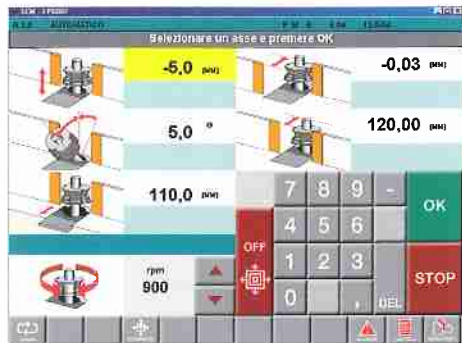 AUTOMATICO
Selezionare un asse e premere OK
-5,0 (MM)
-0,03 (MM)
5,0 °
120,00 (MM)
110,0 (MM)
7 8 9 -
OK
4 5 6
OFF
1 2 3
rpm
900
STOP
0 , DEL